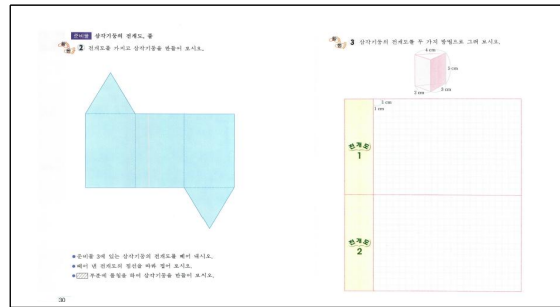 준비물 삼각기둥의 전개도, 풀
2 전개도를 가지고 삼각기둥을 만들어 보시오.
준비물 3에 있는 삼각기둥의 전개도를 떼어 내시오.
떼어 낸 전개도의 점선을 따라 접어 보시오.
부분에 풀칠을 하여 삼각기둥을 만들어 보시오.
30
3 삼각기둥의 전개도를 두 가지 방법으로 그려 보시오.
4 cm
5 cm
3 cm
1 cm
1 cm
전개도
1
전개도
2